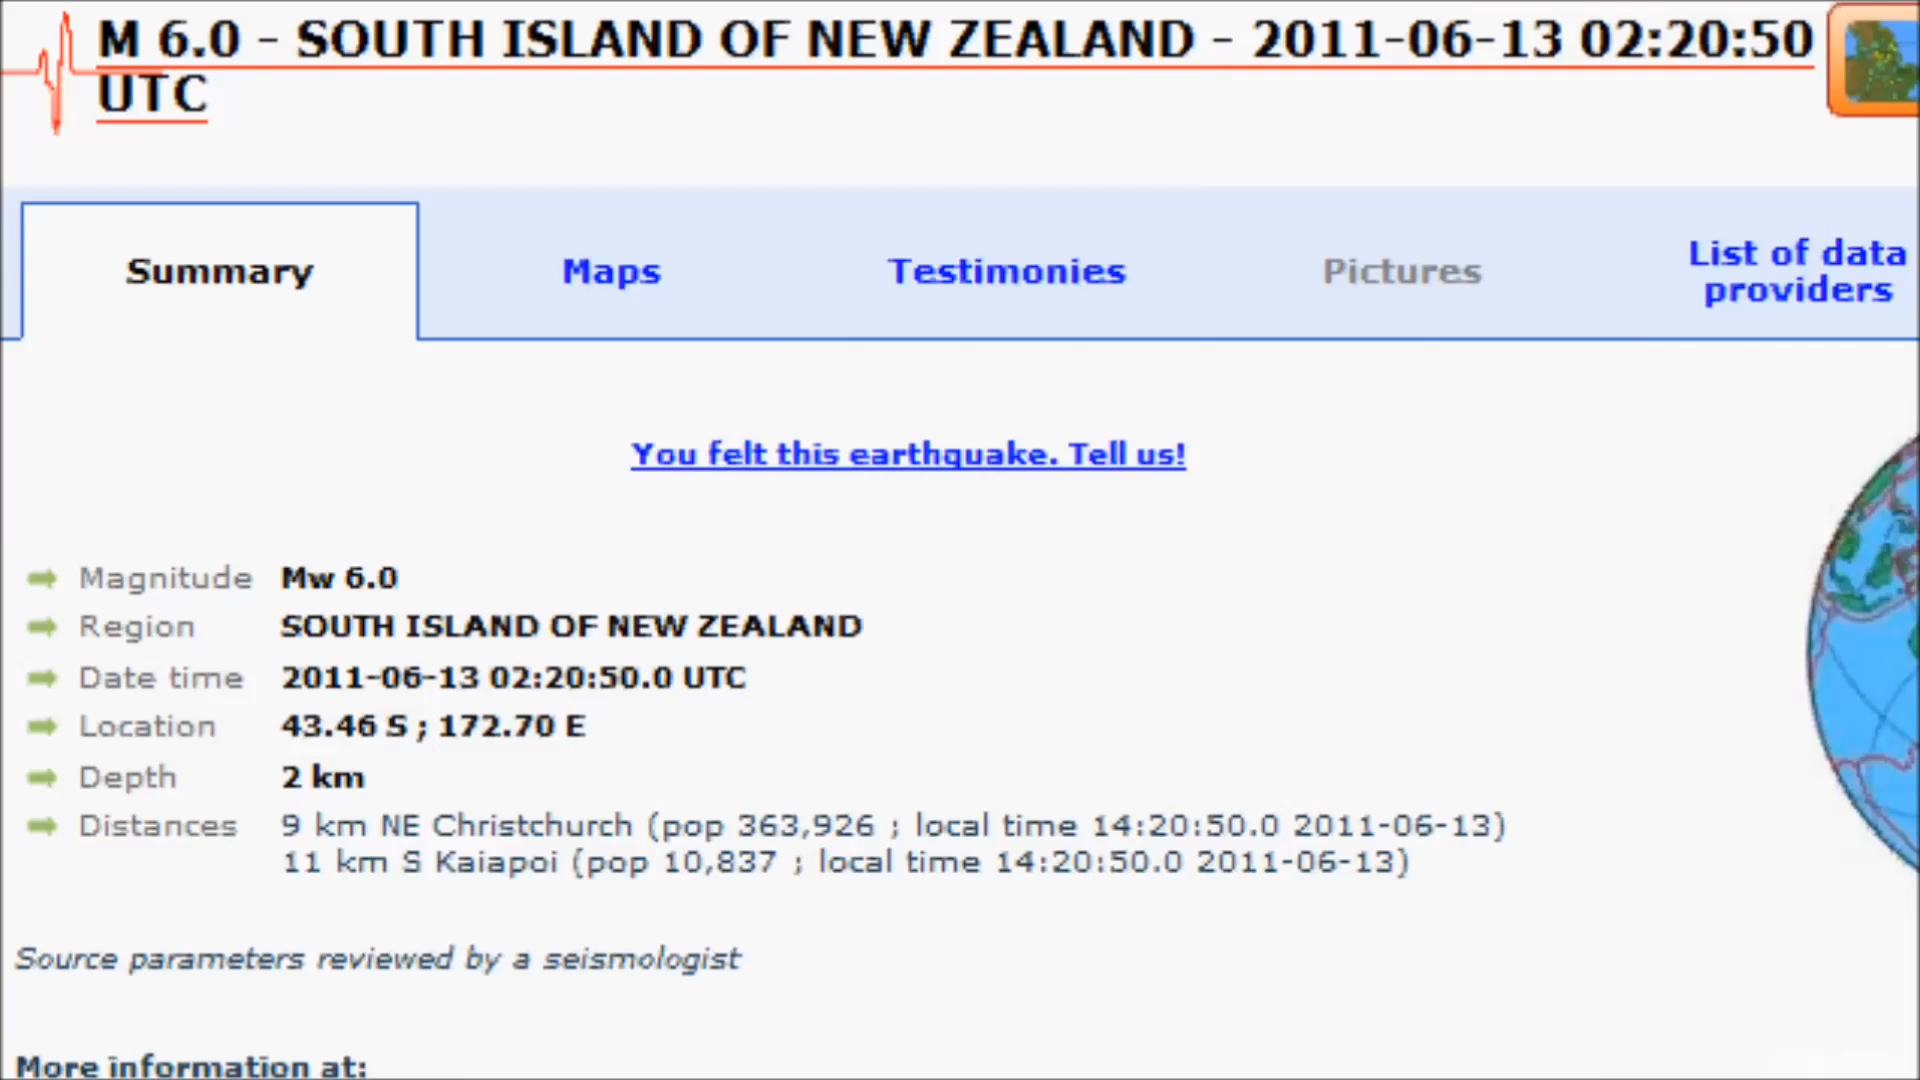 M 6.0 - SOUTH ISLAND OF NEW ZEALAND - 2011-06-13 02:20:50
UTC
Summary
Maps
Testimonies
Pictures
List of data
providers
You felt this earthquake. Tell us!
Magnitude Mw 6.0
Region SOUTH ISLAND OF NEW ZEALAND
Date time 2011-06-13 02:20:50.0 UTC
Location 43.46 S ; 172.70 E
Depth 2 km
Distances 9 km NE Christchurch (pop 363,926 ; local time 14:20:50.0 2011-06-13)
11 km S Kaiapoi (pop 10,837 ; local time 14:20:50.0 2011-06-13)
Source parameters reviewed by a seismologist
More information at: